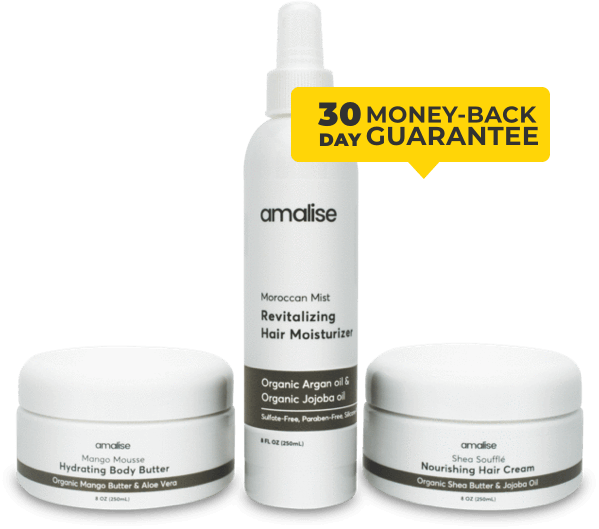 30 DAY MONEY-BACK GUARANTEE
amalise
Moroccan Mist
Revitalizing
Hair Moisturizer
Organic Argan oil &
Organic Jojoba oil
Sulfate-Free, Paraben-Free,
8 FL OZ (250mL)
amalise
Mango Mousse
Hydrating Body Butter
Organic Mango Butter & Aloe Vera
8 OZ (250mL)
amalise
Shea Soufflé
Nourishing Hair Cream
Organic Shea Butter & Jojoba Oil
8 OZ (250mL)